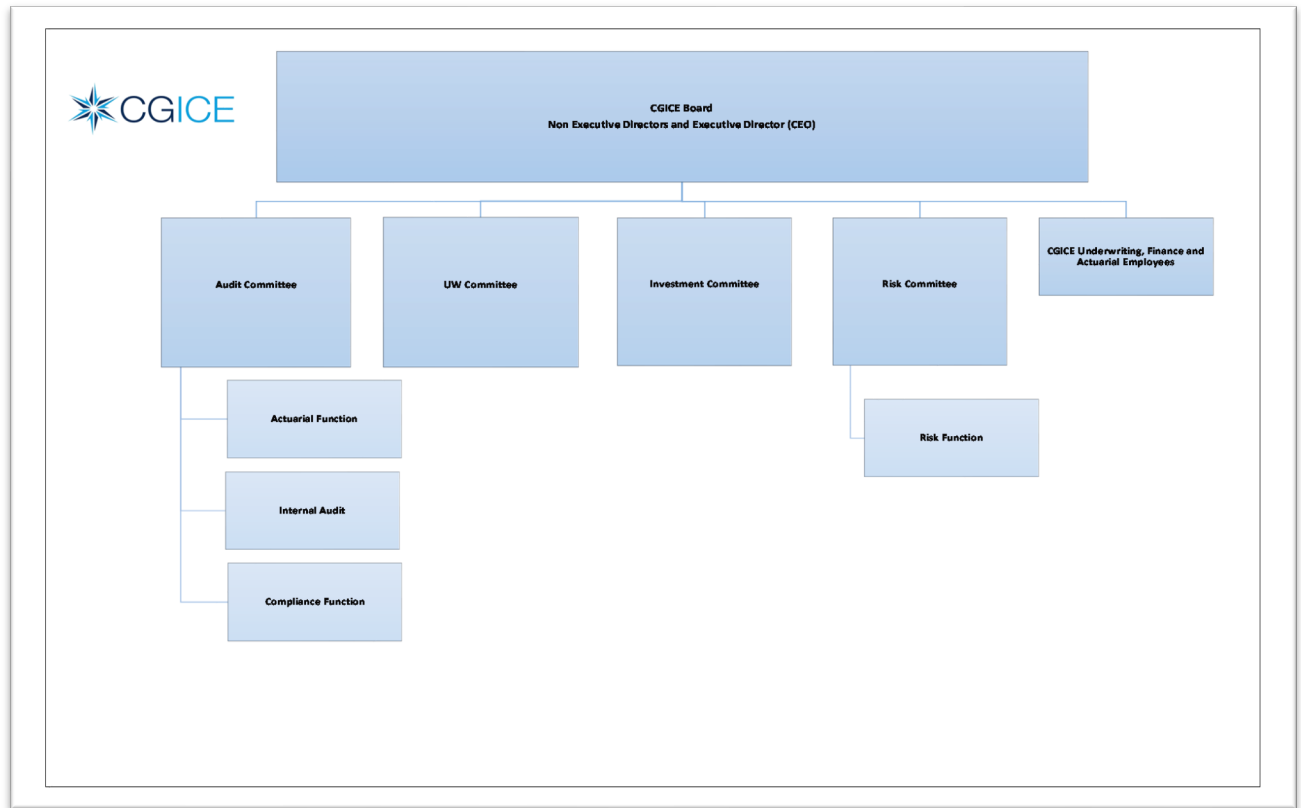 CGICE
CGICE Board
Non Executive Directors and Executive Director (CEO)
Audit Committee
UW Committee
Investment Committee
Risk Committee
CGICE Underwriting, Finance and
Actuarial Employees
Actuarial Function
Risk Function
Internal Audit
Compliance Function